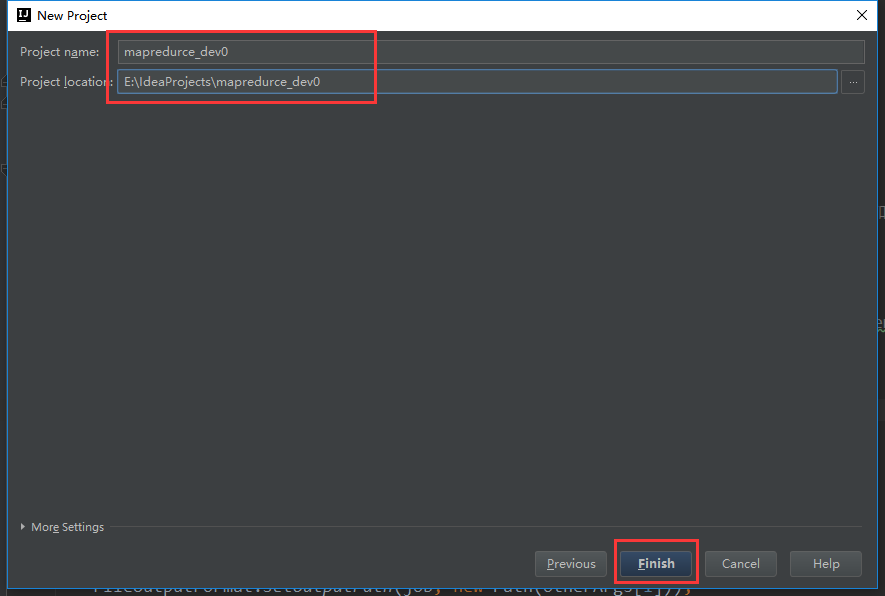 New Project
Project name: mapredurce_dev0
Project location: E:\IdeaProjects\mapredurce_dev0
...
More Settings
Previous Finish Cancel Help
FileOutputFormat.setOutputPath(job, new Path(otherArgs[1]));